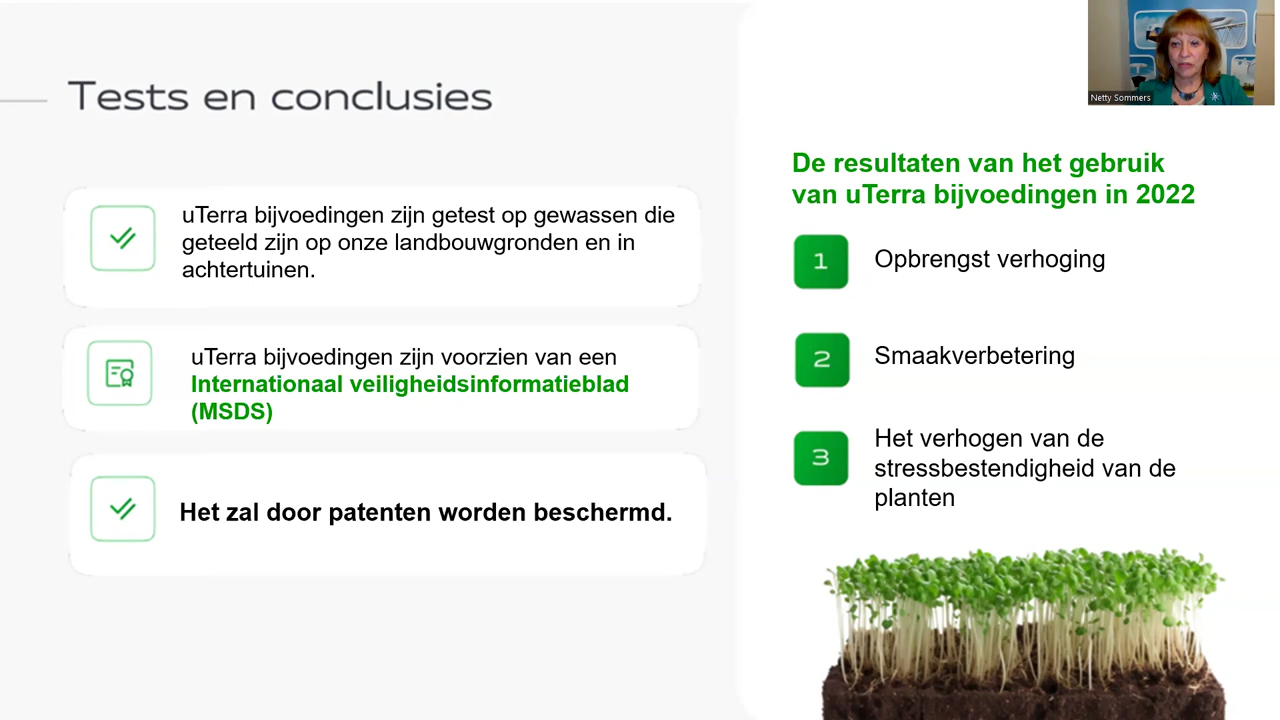 Tests en conclusies
uTerra bijvoedingen zijn getest op gewassen die
geteeld zijn op onze landbouwgronden en in
achtertuinen.
uTerra bijvoedingen zijn voorzien van een
Internationaal veiligheidsinformatieblad
(MSDS)
Het zal door patenten worden beschermd.
Netty Sommers
De resultaten van het gebruik
van uTerra bijvoedingen in 2022
1
Opbrengst verhoging
2
Smaakverbetering
3
Het verhogen van de
stressbestendigheid van de
planten